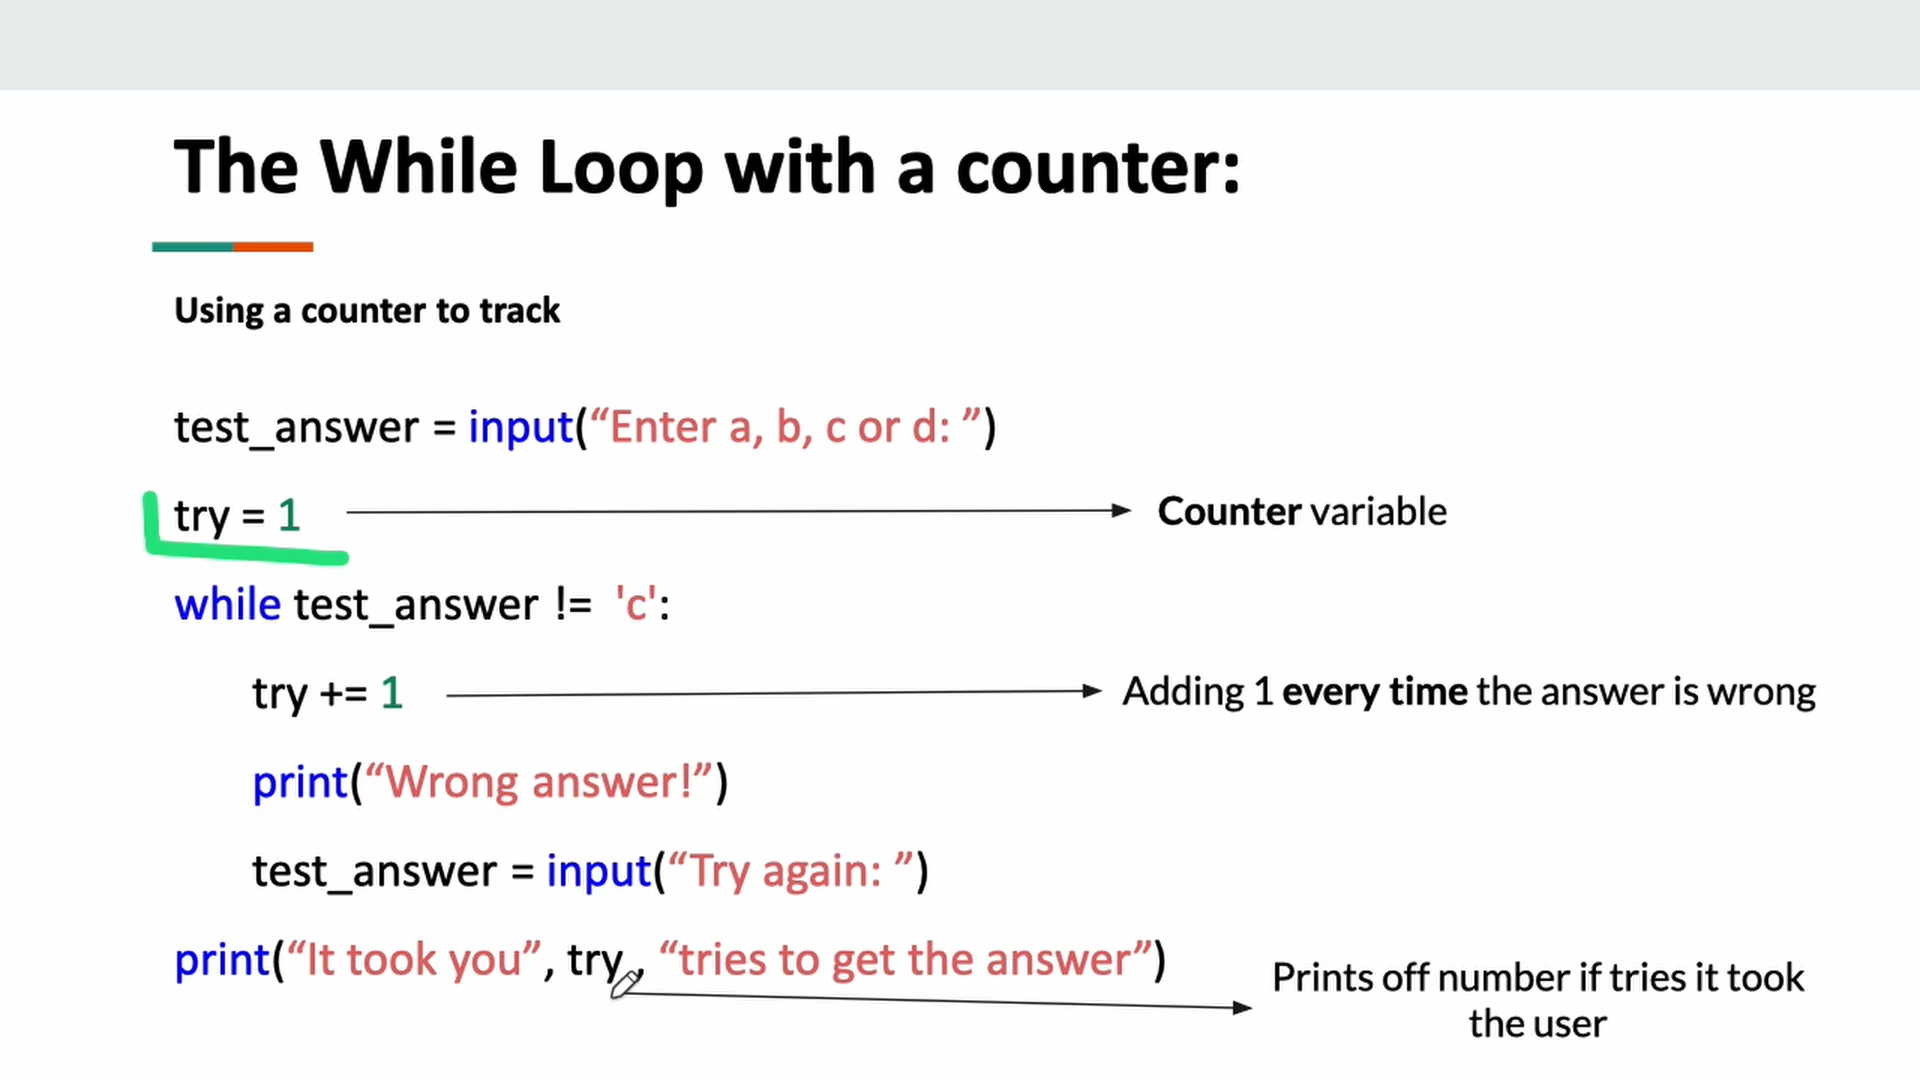 The While Loop with a counter:
Using a counter to track
test_answer = input(“Enter a, b, c or d: ”)
try = 1
Counter variable
while test_answer !=  'c':
try += 1
Adding 1 every time the answer is wrong
print(“Wrong answer!”)
test_answer = input(“Try again: ”)
print(“It took you”, try, “tries to get the answer”)
Prints off number if tries it took
the user